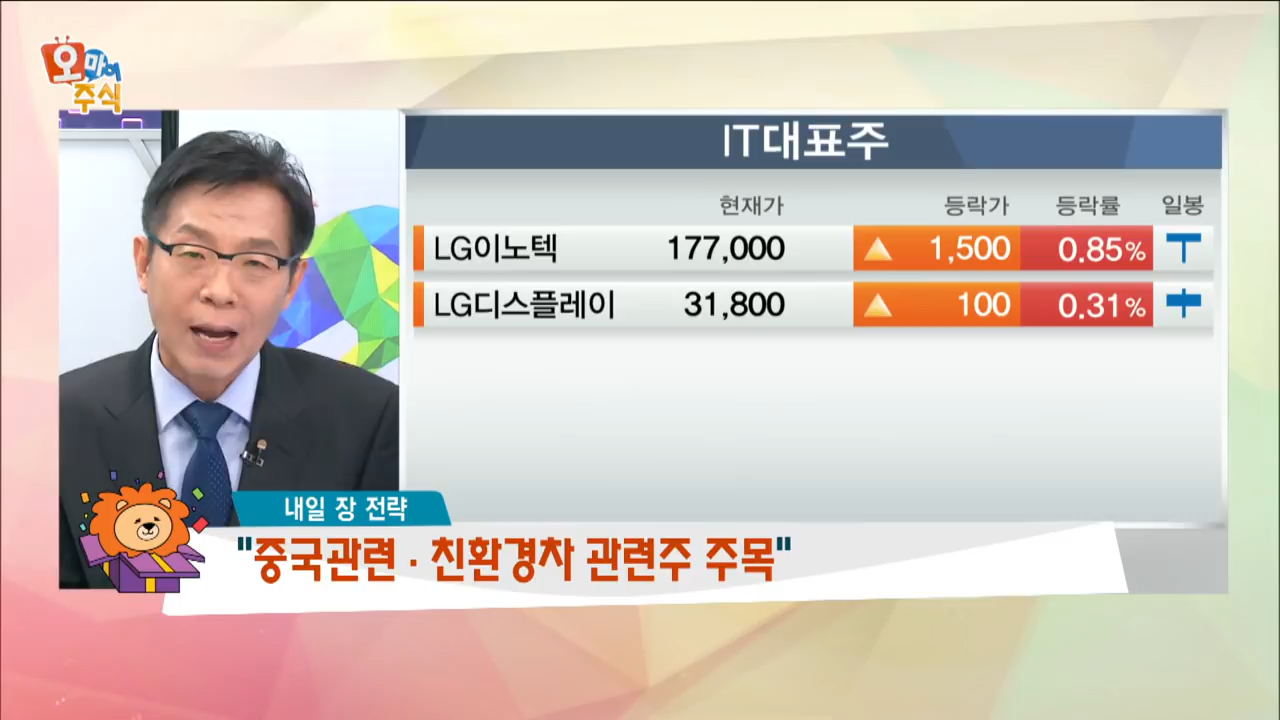 오마이
주식
IT대표주
현재가 등락가 등락률 일봉
LG이노텍 177,000 1,500 0.85%
LG디스플레이 31,800 100 0.31%
내일 장 전략
"중국관련·친환경차 관련주 주목"